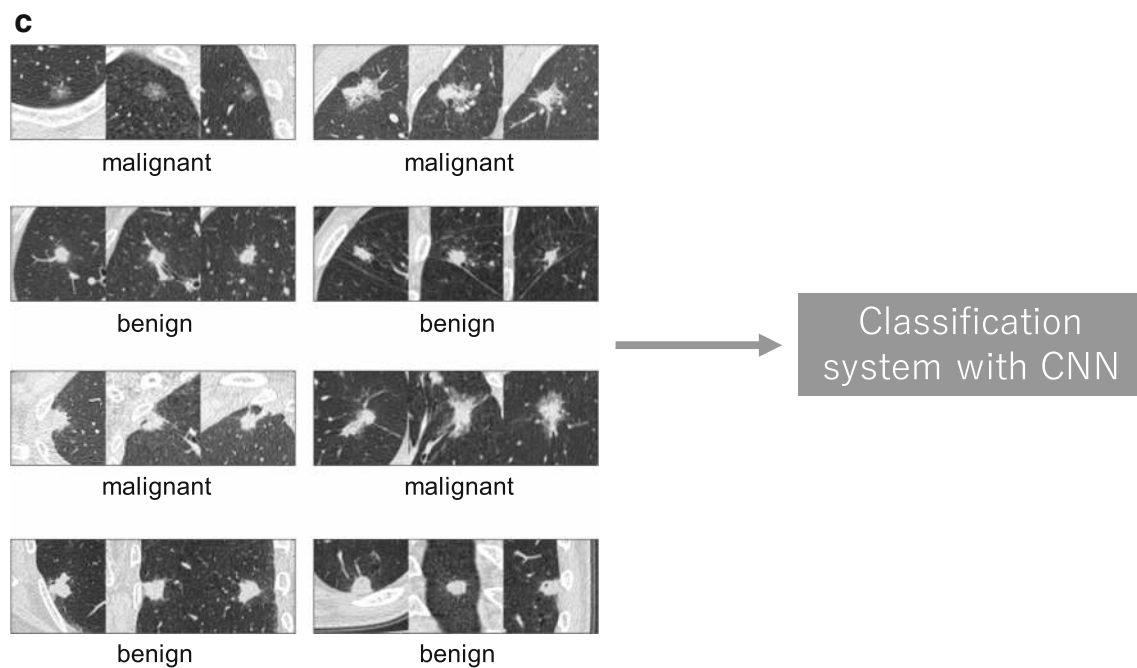 c
malignant
malignant
benign
benign
malignant
malignant
benign
benign
Classification
system with CNN